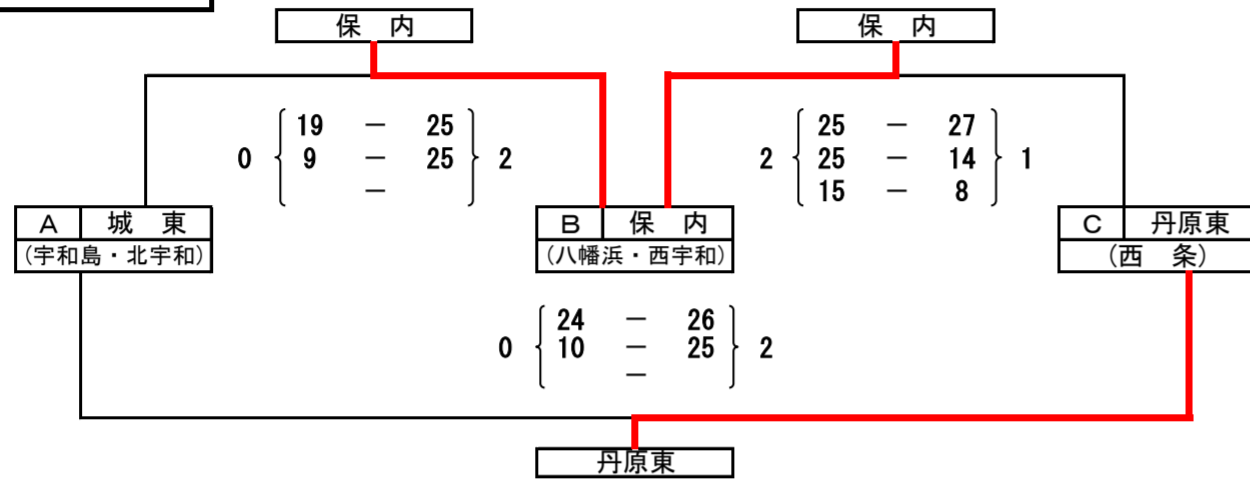 保 内
保 内
19 － 25
0 9 － 25 2
－
25 － 27
2 25 － 14 1
15 － 8
A 城 東
(宇和島・北宇和)
B 保 内
(八幡浜・西宇和)
C 丹原東
(西 条)
24 － 26
0 10 － 25 2
－
丹原東